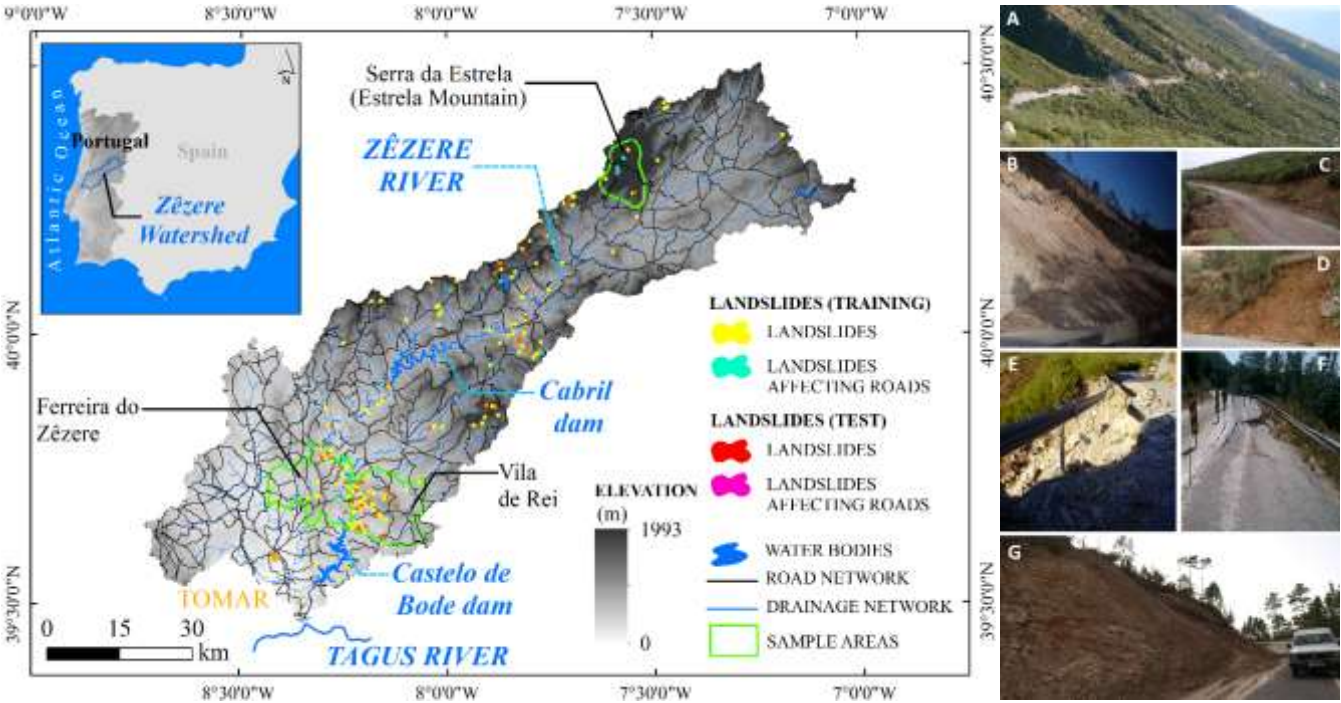 9°0'0"W
8°30'0"W
8°0'0"W
7°30'0"W
7°0'0"W
40°30'0"N
40°0'0"N
39°30'0"N
40°30'0"N
40°0'0"N
39°30'0"N
8°30'0"W
8°0'0"W
7°30'0"W
7°0'0"W
Atlantic Ocean
Portugal
Spain
Zêzere
Watershed
N
Serra da Estrela
(Estrela Mountain)
ZÊZERE
RIVER
Cabril
dam
Ferreira do
Zêzere
Vila
de Rei
Castelo de
Bode dam
TOMAR
TAGUS RIVER
0 15 30
km
ELEVATION
(m)
1993
0
LANDSLIDES (TRAINING)
LANDSLIDES
LANDSLIDES
AFFECTING ROADS
LANDSLIDES (TEST)
LANDSLIDES
LANDSLIDES
AFFECTING ROADS
WATER BODIES
ROAD NETWORK
DRAINAGE NETWORK
SAMPLE AREAS
A
B
C
D
E
F
G